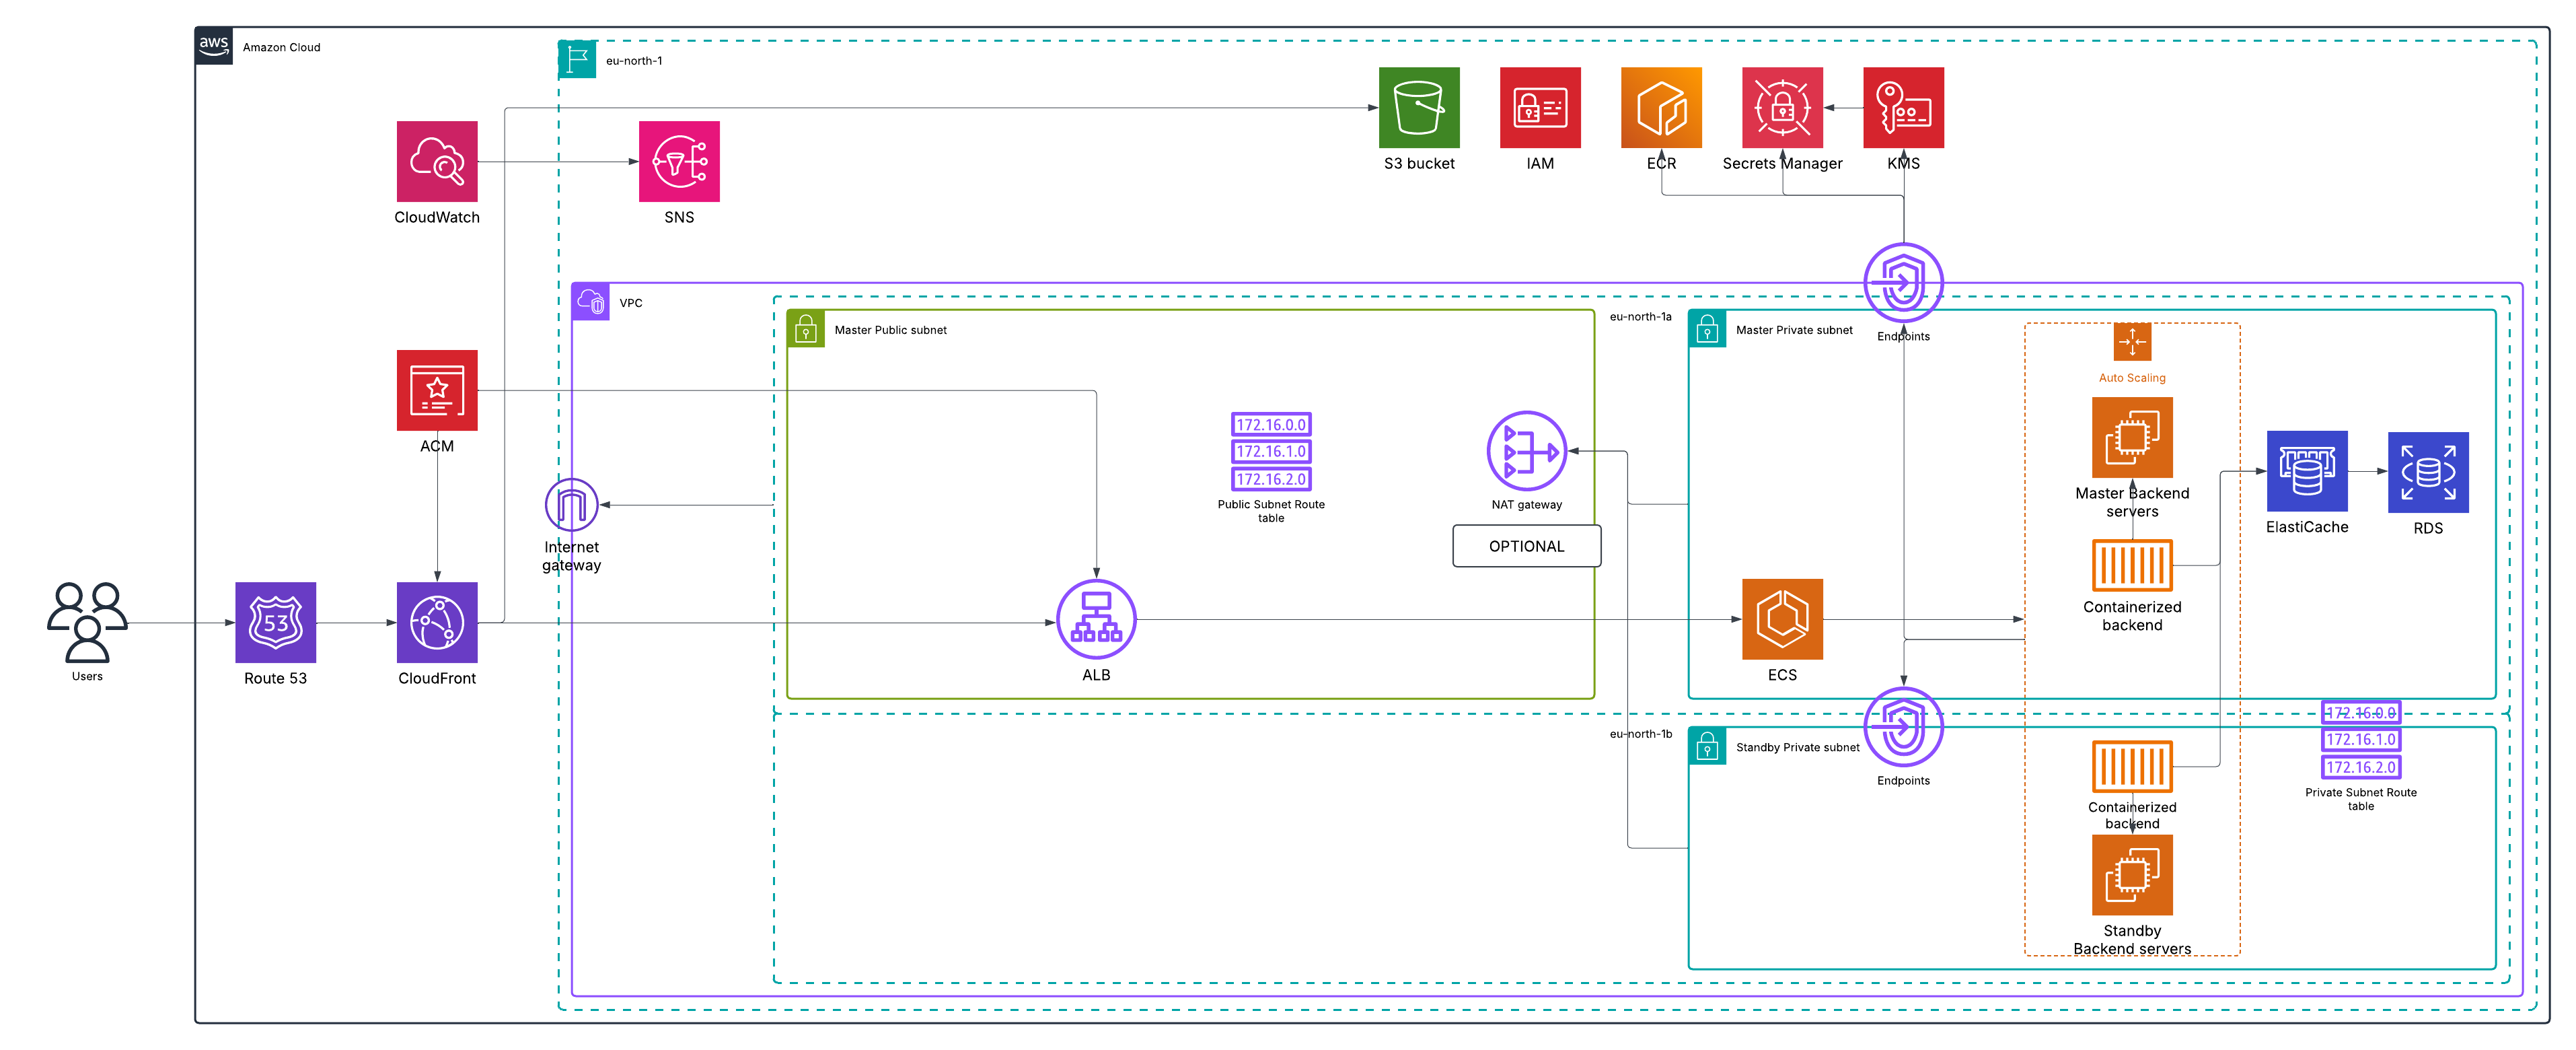 aws
Amazon Cloud
eu-north-1
S3 bucket
IAM
ECR
Secrets Manager
KMS
CloudWatch
SNS
VPC
Endpoints
Master Public subnet
eu-north-1a
Master Private subnet
Auto Scaling
ACM
172.16.0.0
172.16.1.0
172.16.2.0
Public Subnet Route
table
NAT gateway
OPTIONAL
Master Backend
servers
ElastiCache
RDS
Internet
gateway
Containerized
backend
Users
53
Route 53
CloudFront
ALB
ECS
172.16.0.0
172.16.1.0
172.16.2.0
Private Subnet Route
table
eu-north-1b
Standby Private subnet
Endpoints
Containerized
backend
Standby
Backend servers